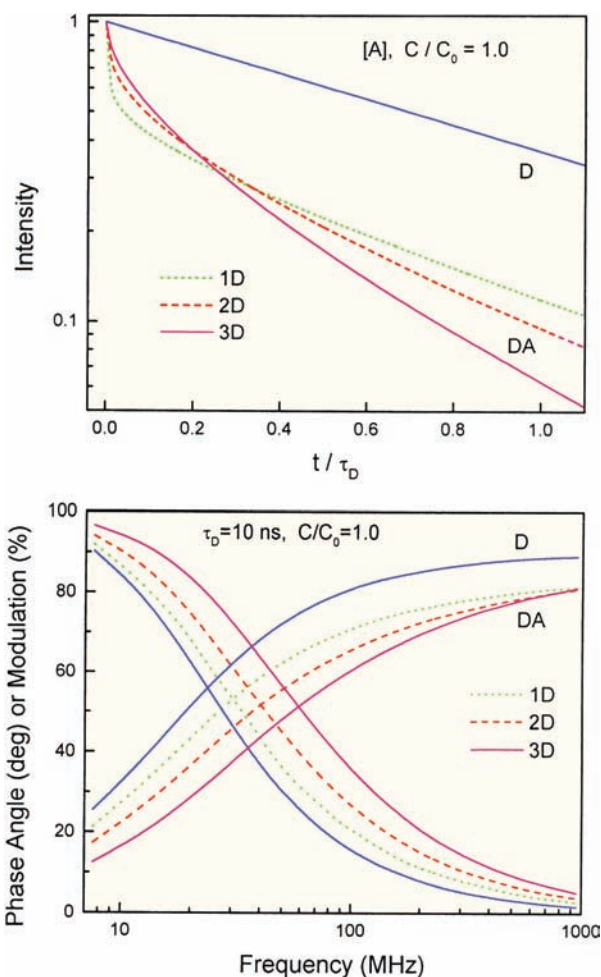 1
[A], C / C₀ = 1.0
D
Intensity
1D
2D
3D
0.1
DA
0.0 0.2 0.4 0.6 0.8 1.0
t / τ_D
100
τ_D=10 ns, C/C₀=1.0
D
80
DA
Phase Angle (deg) or Modulation (%)
60
1D
2D
3D
40
20
0
10 100 1000
Frequency (MHz)